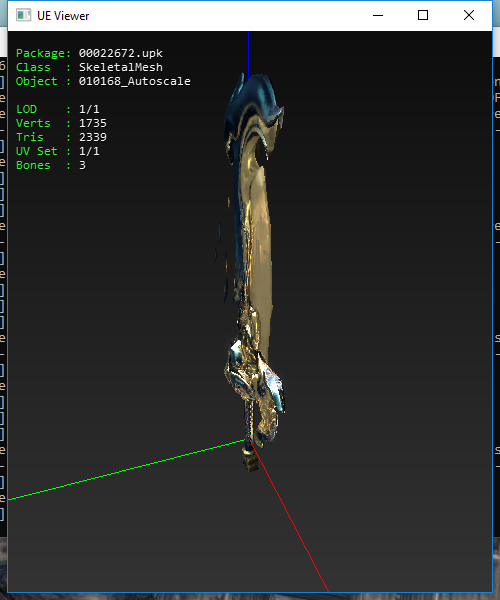 UE Viewer
Package: 00022672.upk
Class : SkeletalMesh
Object : 010168_Autoscale
LOD : 1/1
Verts : 1735
Tris : 2339
UV Set : 1/1
Bones : 3